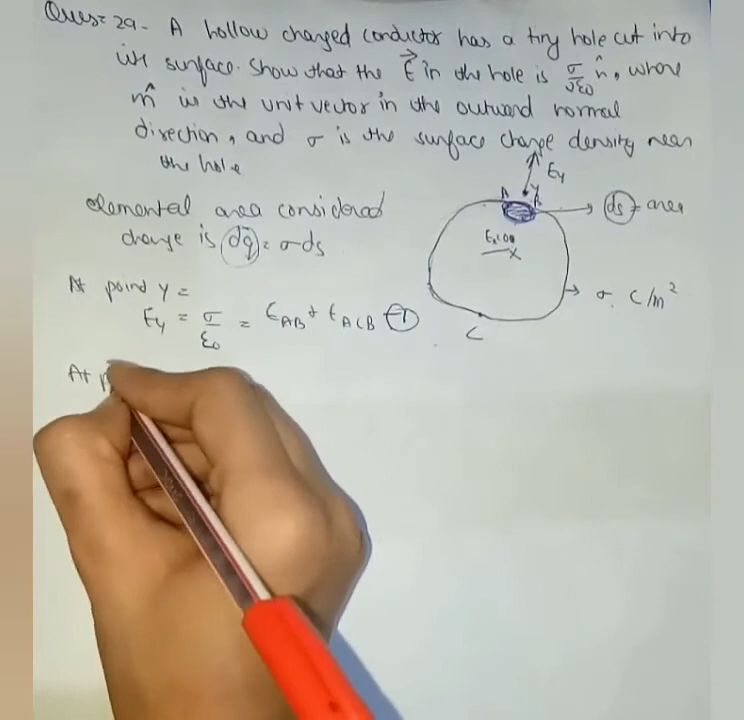 Ques= 29- A hollow charged conductor has a tiny hole cut into
its surface. Show that the E⃗ in the hole is σ/2ε0 n̂, where
n̂ is the unit vector in the outward normal
direction, and σ is the surface charge density near
the hole
Ey
A
Y
elemental area considered
ds = area
charge is dq = σ ds
Ex=00
X
At point y =
σ C/m²
Ey = σ/ε0 = EAB + EACB ①
C
At